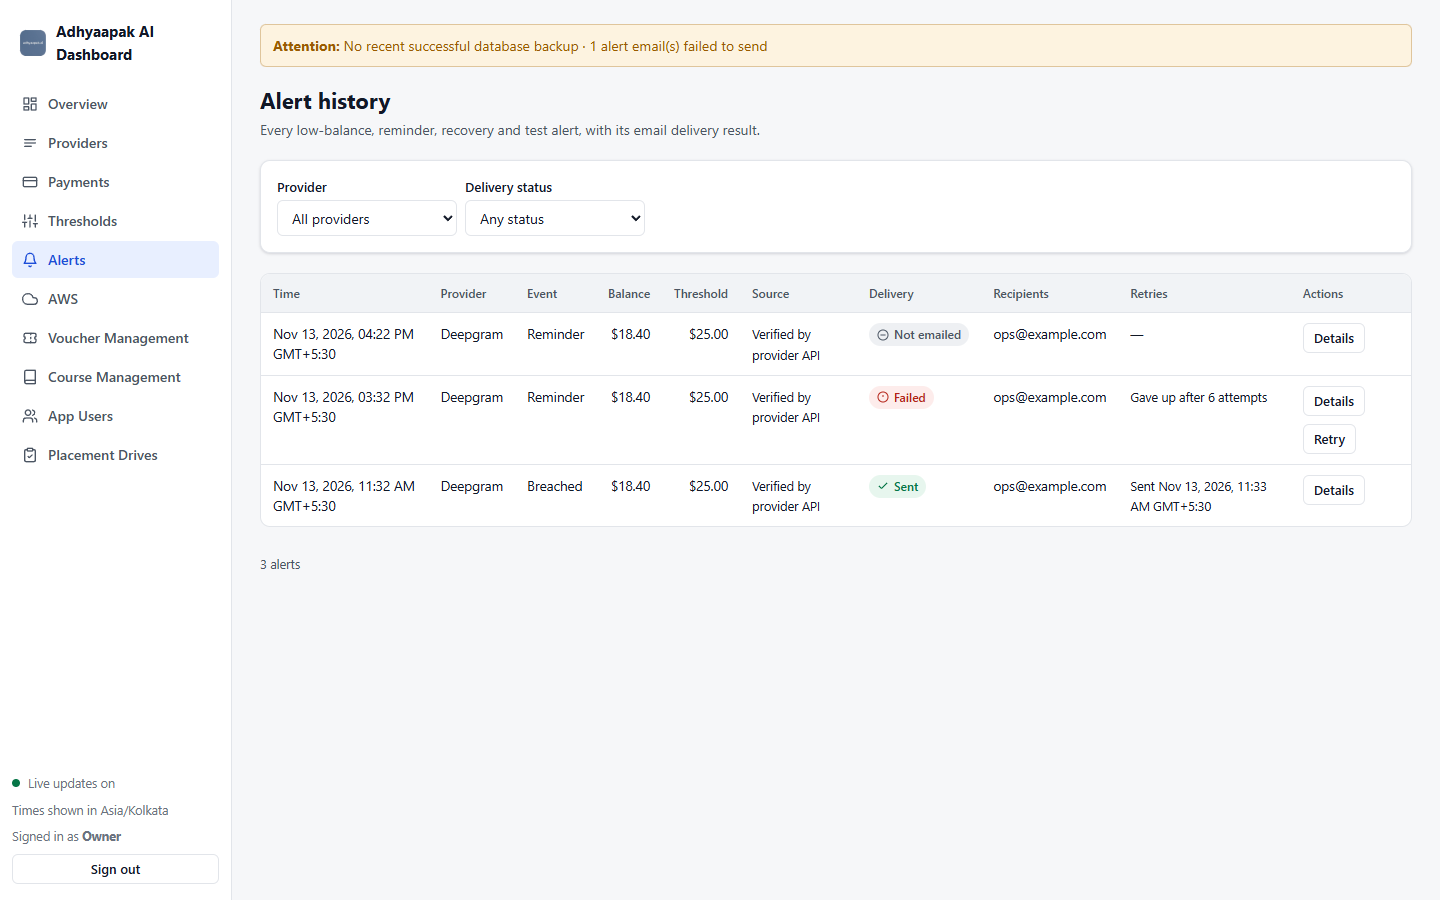 Adhyaapak AI
Dashboard
Overview
Providers
Payments
Thresholds
Alerts
AWS
Voucher Management
Course Management
App Users
Placement Drives
Live updates on
Times shown in Asia/Kolkata
Signed in as Owner
Sign out
Attention: No recent successful database backup · 1 alert email(s) failed to send
Alert history
Every low-balance, reminder, recovery and test alert, with its email delivery result.
Provider Delivery status
All providers Any status
Time Provider Event Balance Threshold Source Delivery Recipients Retries Actions
Nov 13, 2026, 04:22 PM Deepgram Reminder $18.40 $25.00 Verified by Not emailed ops@example.com — Details
GMT+5:30 provider API
Nov 13, 2026, 03:32 PM Deepgram Reminder $18.40 $25.00 Verified by Failed ops@example.com Gave up after 6 attempts Details
GMT+5:30 provider API
Retry
Nov 13, 2026, 11:32 AM Deepgram Breached $18.40 $25.00 Verified by Sent ops@example.com Sent Nov 13, 2026, 11:33 Details
GMT+5:30 provider API AM GMT+5:30
3 alerts